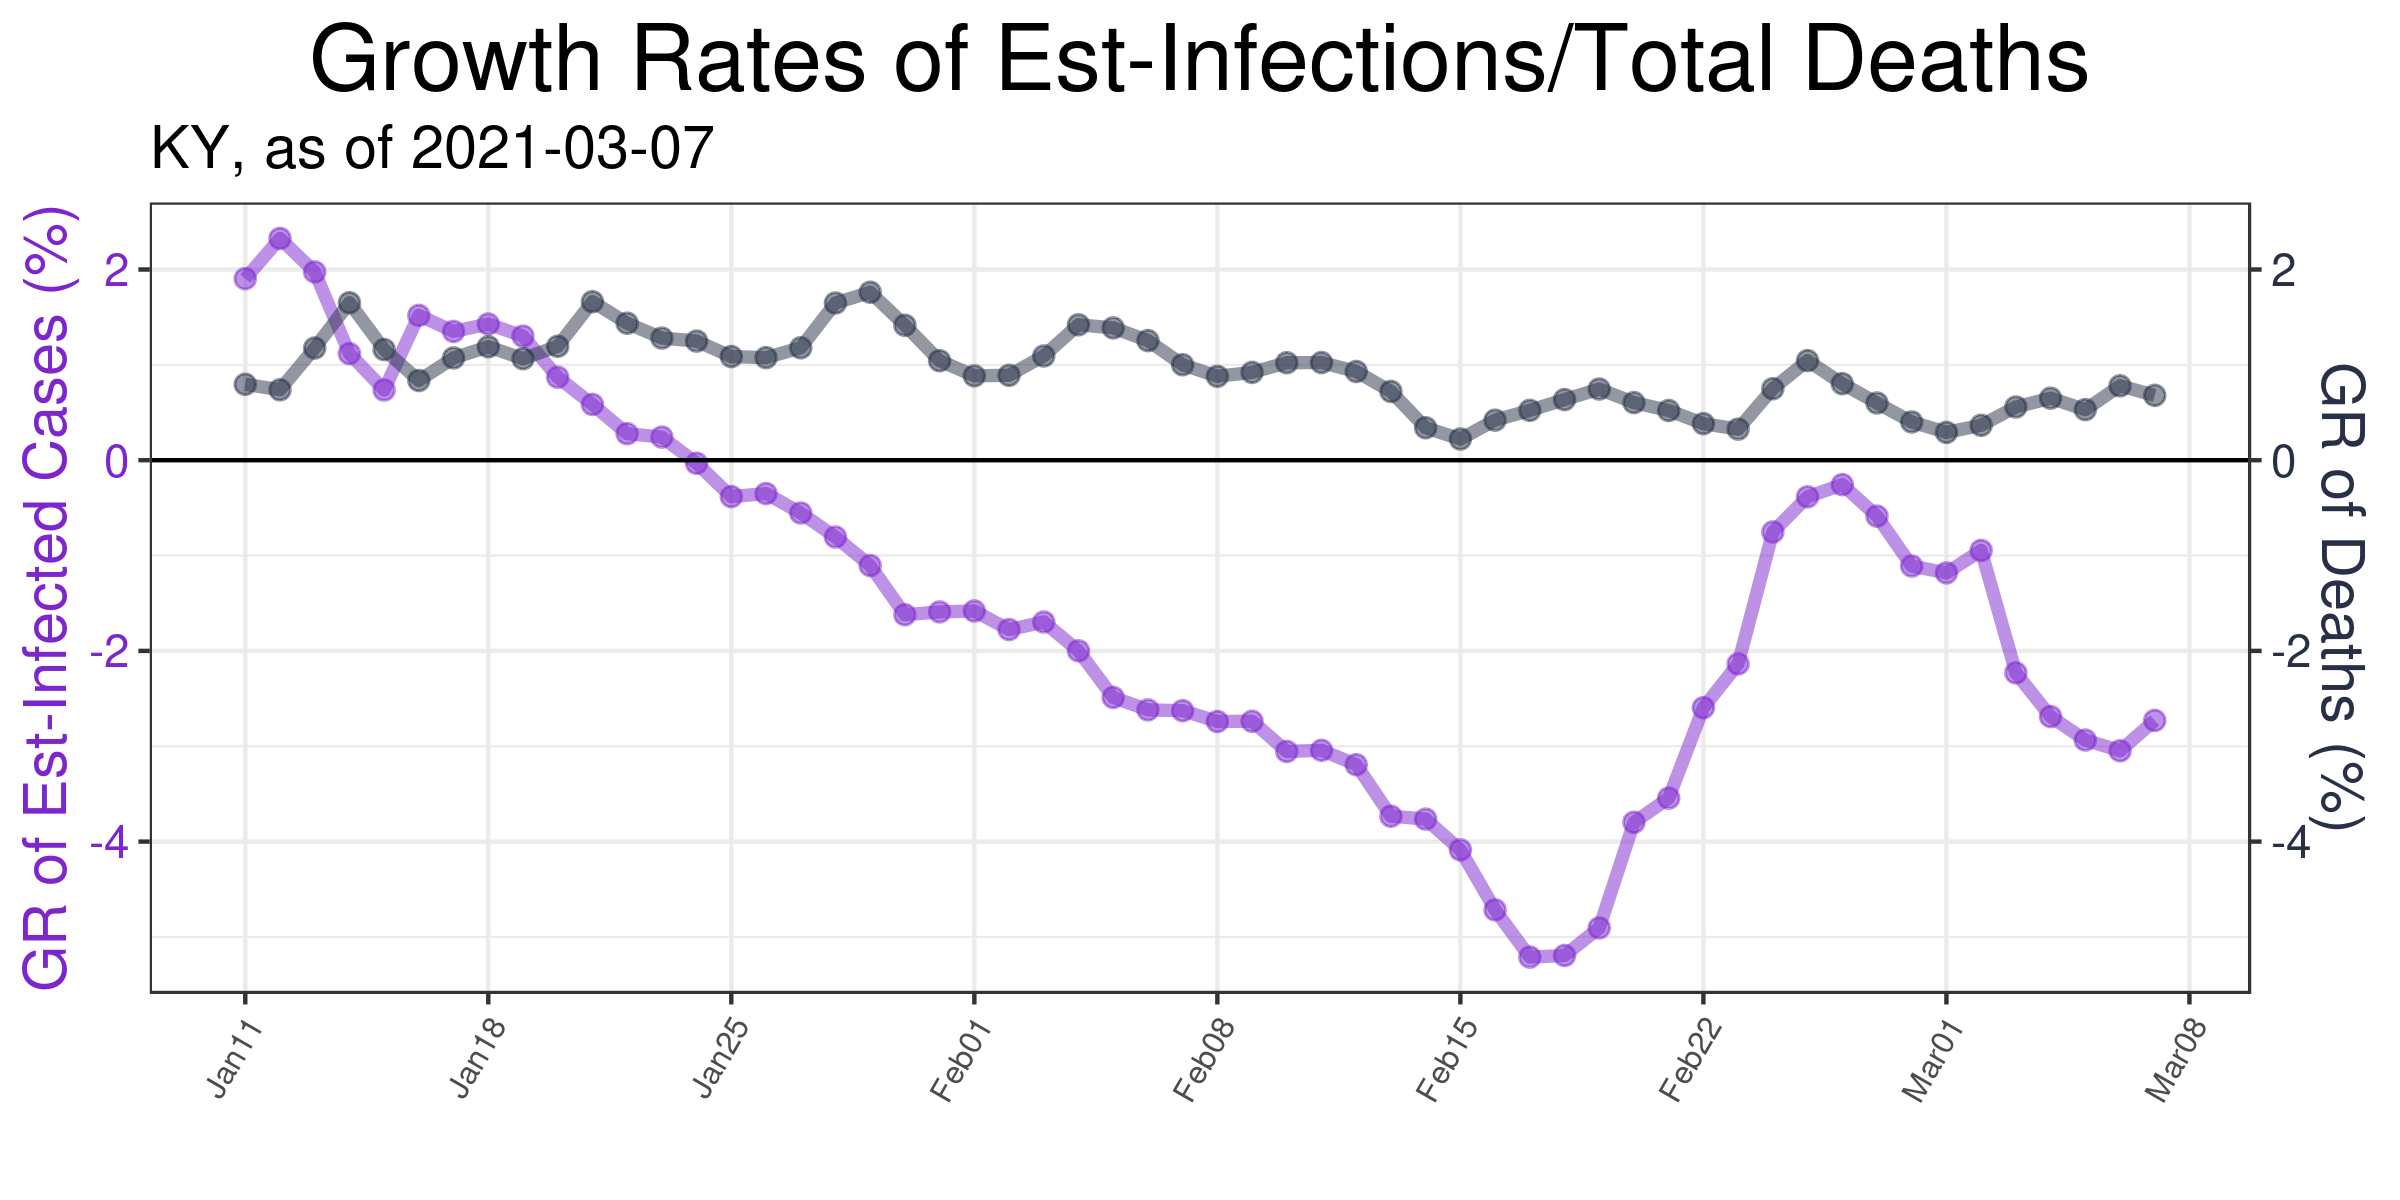 Growth Rates of Est-Infections/Total Deaths
KY, as of 2021-03-07
GR of Est-Infected Cases (%)
2
0
-2
-4
2
0
-2
-4
GR of Deaths (%)
Jan11
Jan18
Jan25
Feb01
Feb08
Feb15
Feb22
Mar01
Mar08